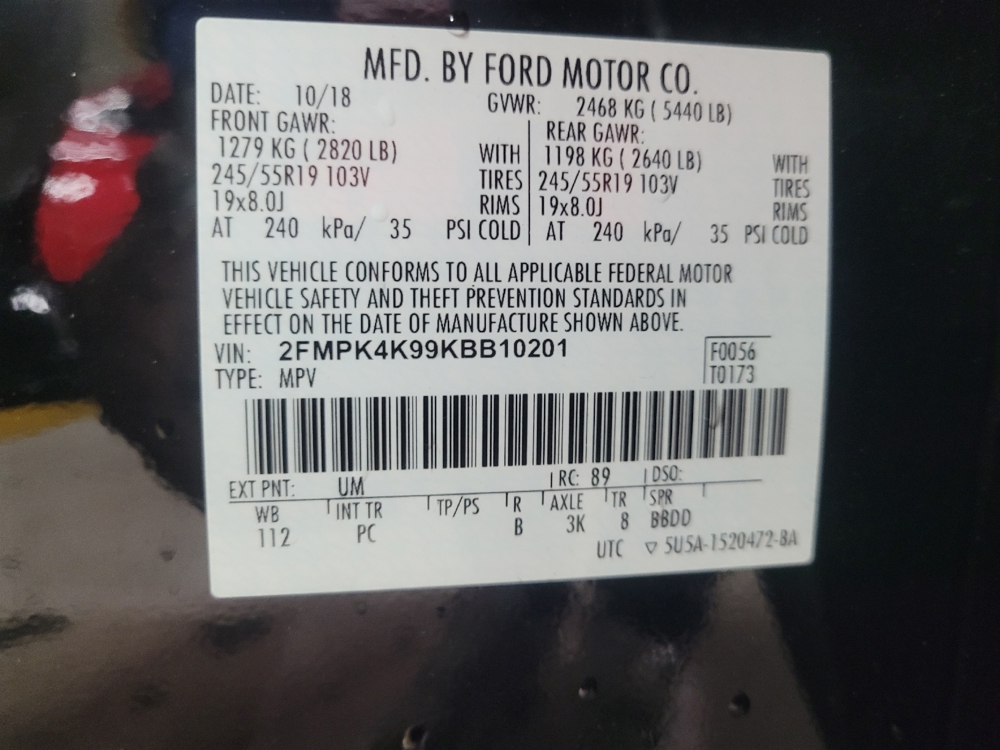 MFD. BY FORD MOTOR CO.
DATE: 10/18 GVWR: 2468 KG ( 5440 LB)
FRONT GAWR: REAR GAWR:
1279 KG ( 2820 LB) WITH 1198 KG ( 2640 LB) WITH
245/55R19 103V TIRES 245/55R19 103V TIRES
19x8.0J RIMS 19x8.0J RIMS
AT 240 kPa/ 35 PSI COLD AT 240 kPa/ 35 PSI COLD
THIS VEHICLE CONFORMS TO ALL APPLICABLE FEDERAL MOTOR
VEHICLE SAFETY AND THEFT PREVENTION STANDARDS IN
EFFECT ON THE DATE OF MANUFACTURE SHOWN ABOVE.
VIN: 2FMPK4K99KBB10201 F0056
TYPE: MPV T0173
EXT PNT: UM RC: 89 DSO:
WB INT TR TP/PS R AXLE TR SPR
112 PC B 3K 8 BBDD
UTC ▽ 5U5A-1520472-BA